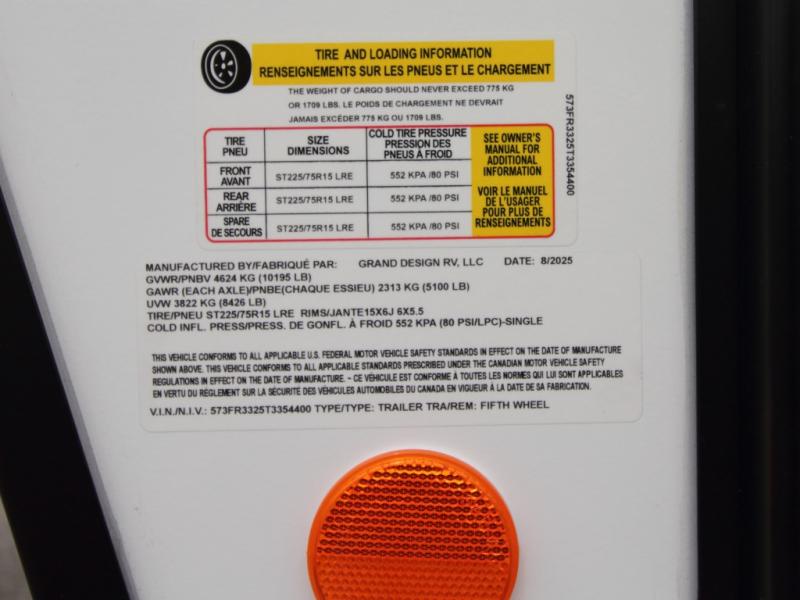 TIRE AND LOADING INFORMATION
RENSEIGNEMENTS SUR LES PNEUS ET LE CHARGEMENT
THE WEIGHT OF CARGO SHOULD NEVER EXCEED 775 KG
OR 1709 LBS. LE POIDS DE CHARGEMENT NE DEVRAIT
JAMAIS EXCÉDER 775 KG OU 1709 LBS.
TIRE
PNEU
SIZE
DIMENSIONS
COLD TIRE PRESSURE
PRESSION DES
PNEUS À FROID
FRONT
AVANT
ST225/75R15 LRE
552 KPA /80 PSI
REAR
ARRIÈRE
ST225/75R15 LRE
552 KPA /80 PSI
SPARE
DE SECOURS
ST225/75R15 LRE
552 KPA /80 PSI
SEE OWNER'S
MANUAL FOR
ADDITIONAL
INFORMATION
VOIR LE MANUEL
DE L'USAGER
POUR PLUS DE
RENSEIGNEMENTS
573FR3325T3354400
MANUFACTURED BY/FABRIQUÉ PAR: GRAND DESIGN RV, LLC DATE: 8/2025
GVWR/PNBV 4624 KG (10195 LB)
GAWR (EACH AXLE)/PNBE(CHAQUE ESSIEU) 2313 KG (5100 LB)
UVW 3822 KG (8426 LB)
TIRE/PNEU ST225/75R15 LRE RIMS/JANTE15X6J 6X5.5
COLD INFL. PRESS/PRESS. DE GONFL. À FROID 552 KPA (80 PSI/LPC)-SINGLE
THIS VEHICLE CONFORMS TO ALL APPLICABLE U.S. FEDERAL MOTOR VEHICLE SAFETY STANDARDS IN EFFECT ON THE DATE OF MANUFACTURE
SHOWN ABOVE. THIS VEHICLE CONFORMS TO ALL APPLICABLE STANDARDS PRESCRIBED UNDER THE CANADIAN MOTOR VEHICLE SAFETY
REGULATIONS IN EFFECT ON THE DATE OF MANUFACTURE. - CE VÉHICULE EST CONFORME À TOUTES LES NORMES QUI LUI SONT APPLICABLES
EN VERTU DU RÈGLEMENT SUR LA SÉCURITÉ DES VÉHICULES AUTOMOBILES DU CANADA EN VIGUEUR À LA DATE DE SA FABRICATION.
V.I.N./N.I.V.: 573FR3325T3354400 TYPE/TYPE: TRAILER TRA/REM: FIFTH WHEEL